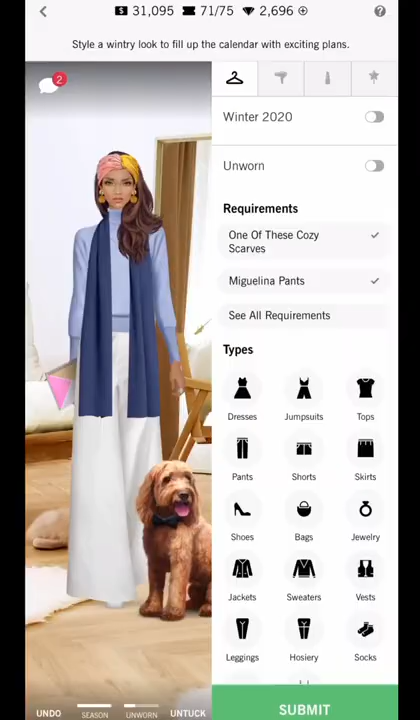 31,095 71/75 2,696
Style a wintry look to fill up the calendar with exciting plans.
2
Winter 2020
Unworn
Requirements
One Of These Cozy
Scarves
Miguelina Pants
See All Requirements
Types
Dresses Jumpsuits Tops
Pants Shorts Skirts
Shoes Bags Jewelry
Jackets Sweaters Vests
Leggings Hosiery Socks
UNDO SEASON UNWORN UNTUCK
SUBMIT